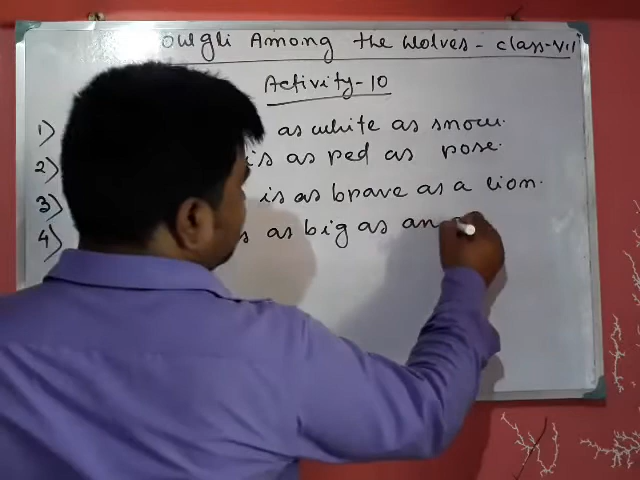 owgli Among the Wolves - class-VII
Activity-10
1) as white as snow.
2) is as red as rose.
3) is as brave as a lion.
4) s as big as an